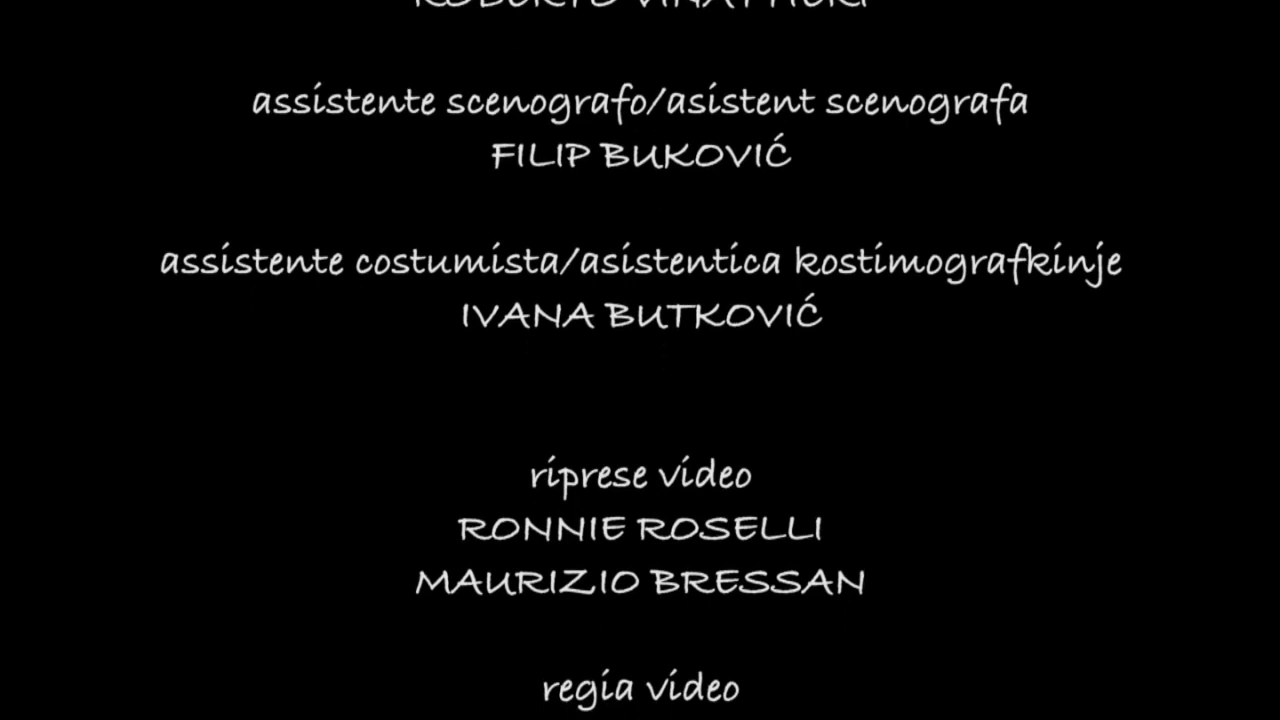 ROBERTO
assistente scenografo/asistent scenografa
FILIP BUKOVIĆ
assistente costumista/asistentica kostimografkinje
IVANA BUTKOVIĆ
riprese video
RONNIE ROSELLI
MAURIZIO BRESSAN
regia video